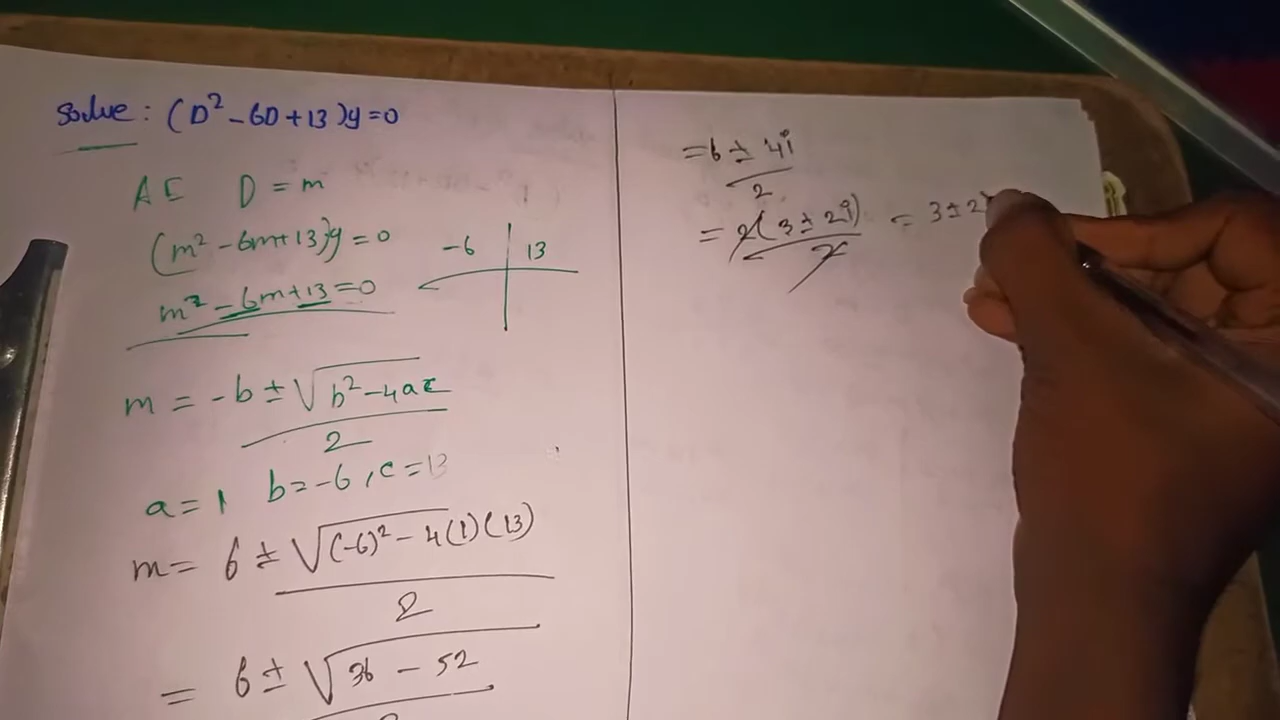 Solve : (D² - 6D + 13)y = 0
AE D = m
(m² - 6m + 13)y = 0
m² - 6m + 13 = 0
-6 | 13
m = -b ± √b² - 4ac
2
a = 1 b = -6 , c = 13
m = 6 ± √(-6)² - 4(1)(13)
2
= 6 ± √36 - 52
= 6 ± 4i
2
= 2(3 ± 2i) = 3 ± 2
2